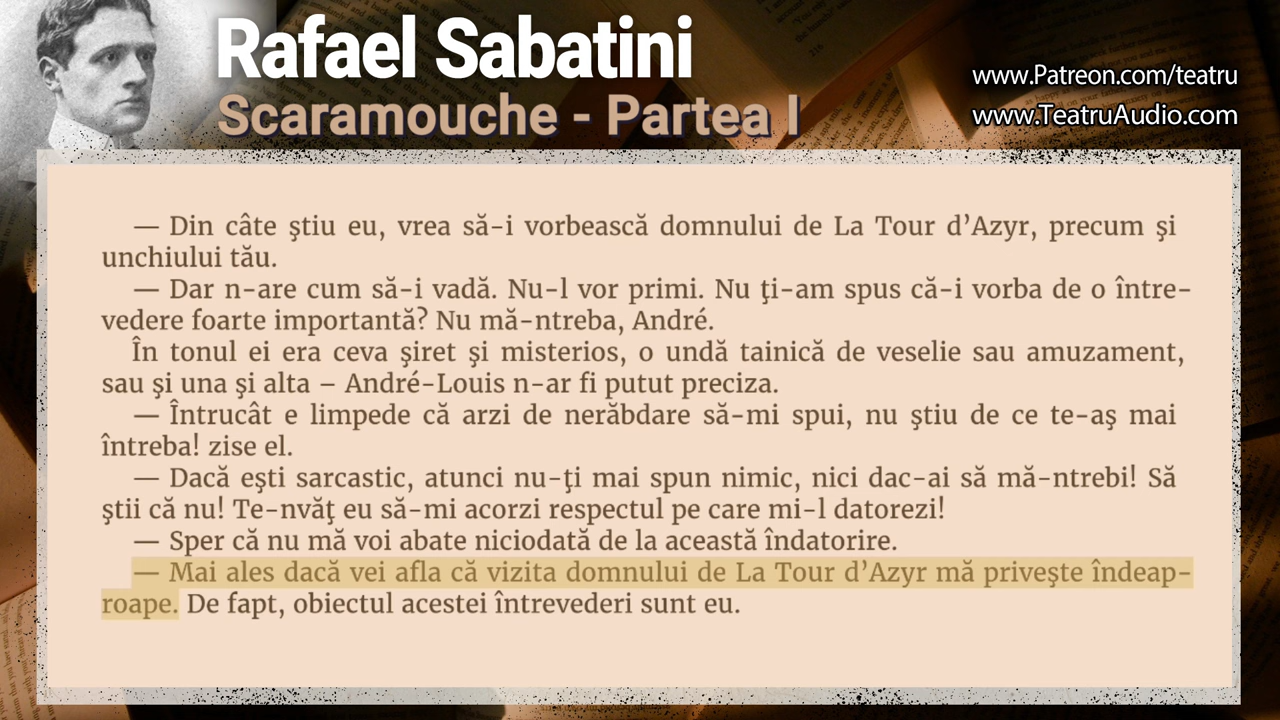 Rafael Sabatini
Scaramouche - Partea I
www.Patreon.com/teatru
www.TeatruAudio.com
— Din câte ştiu eu, vrea să-i vorbească domnului de La Tour d’Azyr, precum şi
unchiului tău.
— Dar n-are cum să-i vadă. Nu-l vor primi. Nu ţi-am spus că-i vorba de o între-
vedere foarte importantă? Nu mă-ntreba, André.
În tonul ei era ceva şiret şi misterios, o undă tainică de veselie sau amuzament,
sau şi una şi alta – André-Louis n-ar fi putut preciza.
— Întrucât e limpede că arzi de nerăbdare să-mi spui, nu ştiu de ce te-aş mai
întreba! zise el.
— Dacă eşti sarcastic, atunci nu-ţi mai spun nimic, nici dac-ai să mă-ntrebi! Să
ştii că nu! Te-nvăţ eu să-mi acorzi respectul pe care mi-l datorezi!
— Sper că nu mă voi abate niciodată de la această îndatorire.
— Mai ales dacă vei afla că vizita domnului de La Tour d’Azyr mă priveşte îndeap-
roape. De fapt, obiectul acestei întrevederi sunt eu.